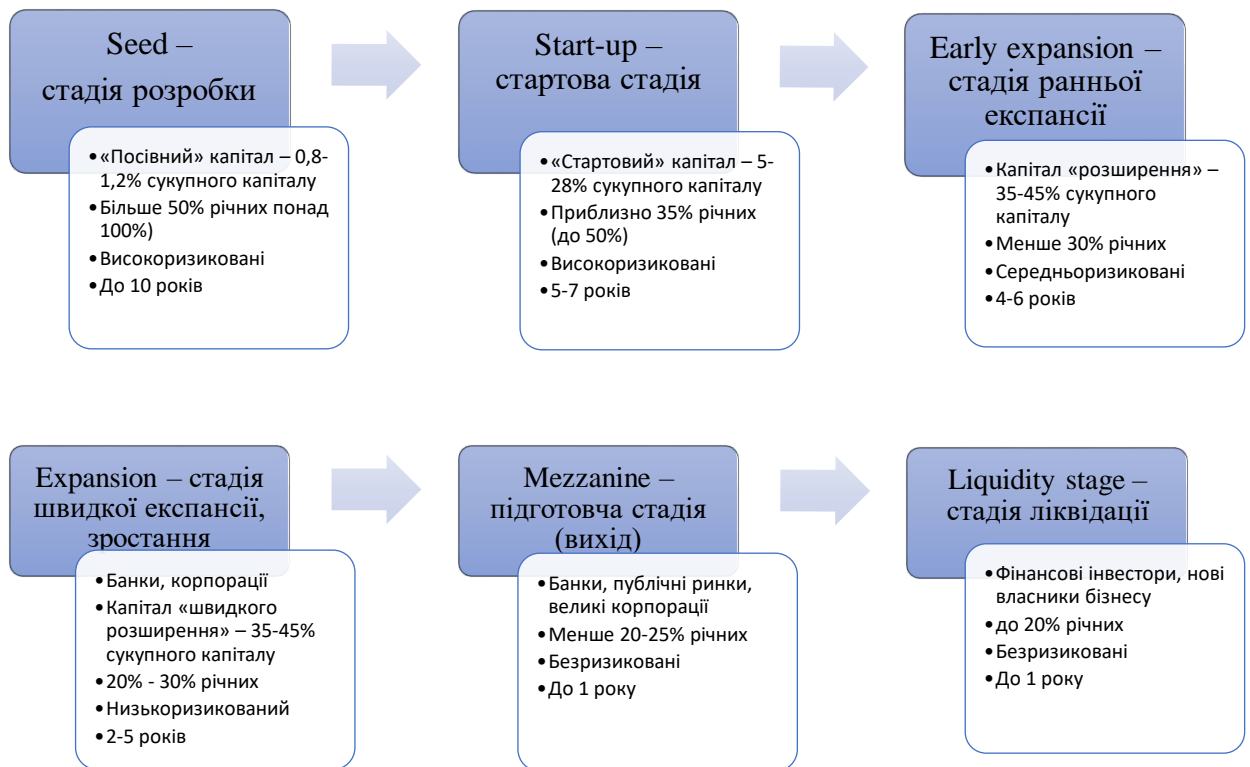 Seed –
стадія розробки
•«Посівний» капітал – 0,8-
1,2% сукупного капіталу
•Більше 50% річних понад
100%)
•Високоризиковані
•До 10 років
Start-up –
стартова стадія
•«Стартовий» капітал – 5-
28% сукупного капіталу
•Приблизно 35% річних
(до 50%)
•Високоризиковані
•5-7 років
Early expansion –
стадія ранньої
експансії
•Капітал «розширення» –
35-45% сукупного
капіталу
•Менше 30% річних
•Середньоризиковані
•4-6 років
Expansion – стадія
швидкої експансії,
зростання
•Банки, корпорації
•Капітал «швидкого
розширення» – 35-45%
сукупного капіталу
•20% - 30% річних
•Низькоризикований
•2-5 років
Mezzanine –
підготовча стадія
(вихід)
•Банки, публічні ринки,
великі корпорації
•Менше 20-25% річних
•Безризиковані
•До 1 року
Liquidity stage –
стадія ліквідації
•Фінансові інвестори, нові
власники бізнесу
•до 20% річних
•Безризиковані
•До 1 року